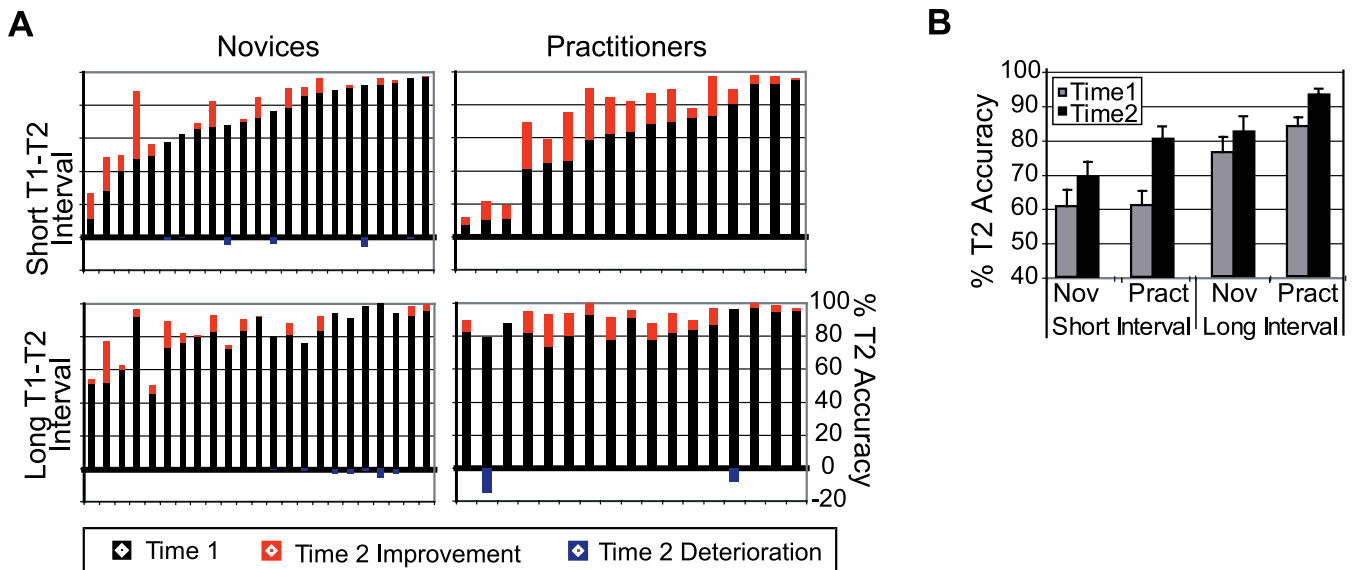 A
Novices
Practitioners
Short T1-T2
Interval
Long T1-T2
Interval
100
80
60
40
20
0
-20
% T2 Accuracy
Time 1
Time 2 Improvement
Time 2 Deterioration
B
% T2 Accuracy
100
90
80
70
60
50
40
Time1
Time2
Nov Pract Nov Pract
Short Interval Long Interval